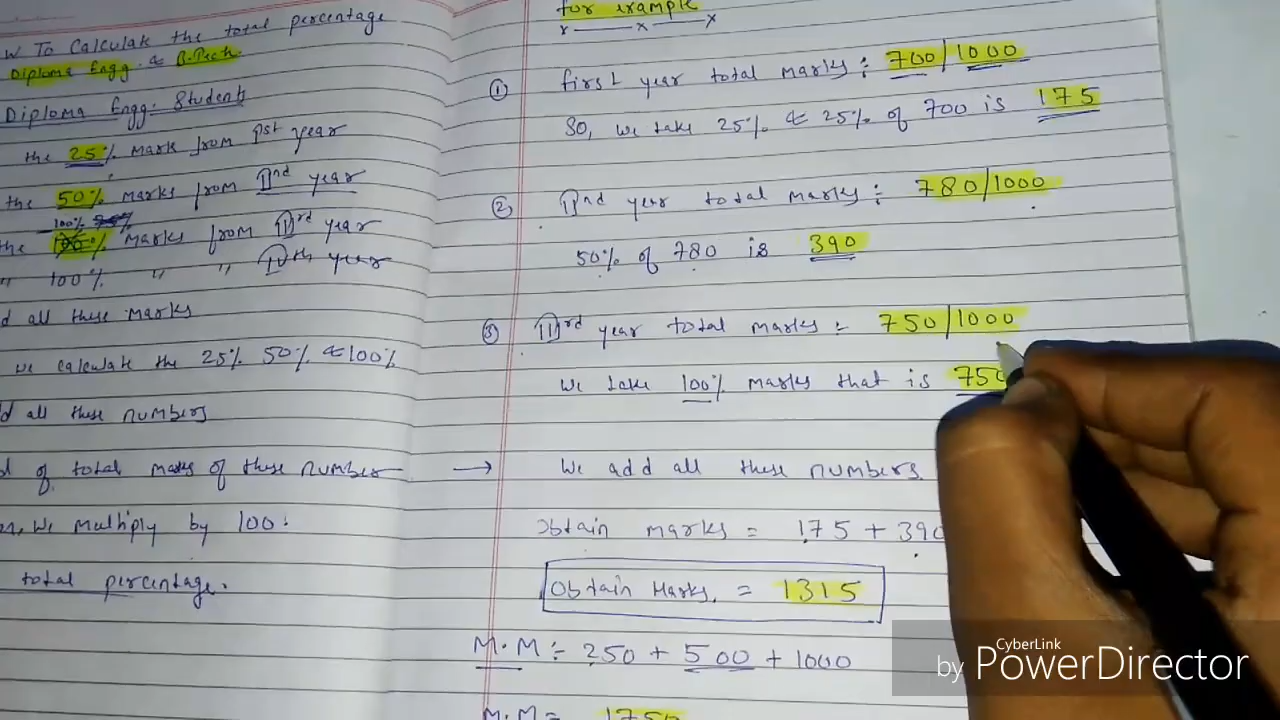 W To Calculate the total percentage
Diploma Engg. & B.Tech
Diploma Engg. Students
the 25% mark from Ist year
the 50% marks from IInd year
100%
the 100% marks from IIIrd year
" 100% " " IVth year
d all these marks
we calculate the 25% 50% & 100%
d all these numbers
d of total marks of these number
n, We multiply by 100.
total percentage.
for example
x — x — x
① first year total marks : 700/1000
So, we take 25% & 25% of 700 is 175
② IInd year total marks : 780/1000
50% of 780 is 390
③ IIIrd year total marks : 750/1000
We take 100% marks that is 750
→ We add all these numbers.
Obtain marks = 175 + 390
Obtain Marks. = 1315
M.M ÷ 250 + 500 + 1000
M.M = 1750
CyberLink
by PowerDirector